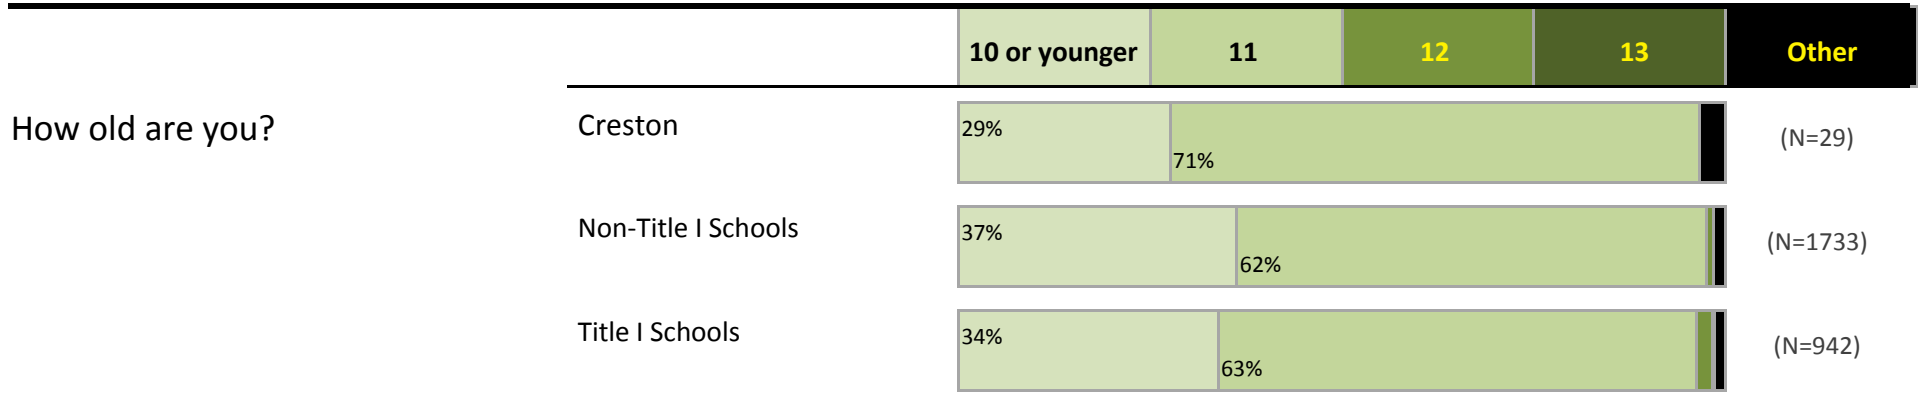 10 or younger 11 12 13 Other
How old are you? Creston 29% 71% (N=29)
Non-Title I Schools 37% 62% (N=1733)
Title I Schools 34% 63% (N=942)